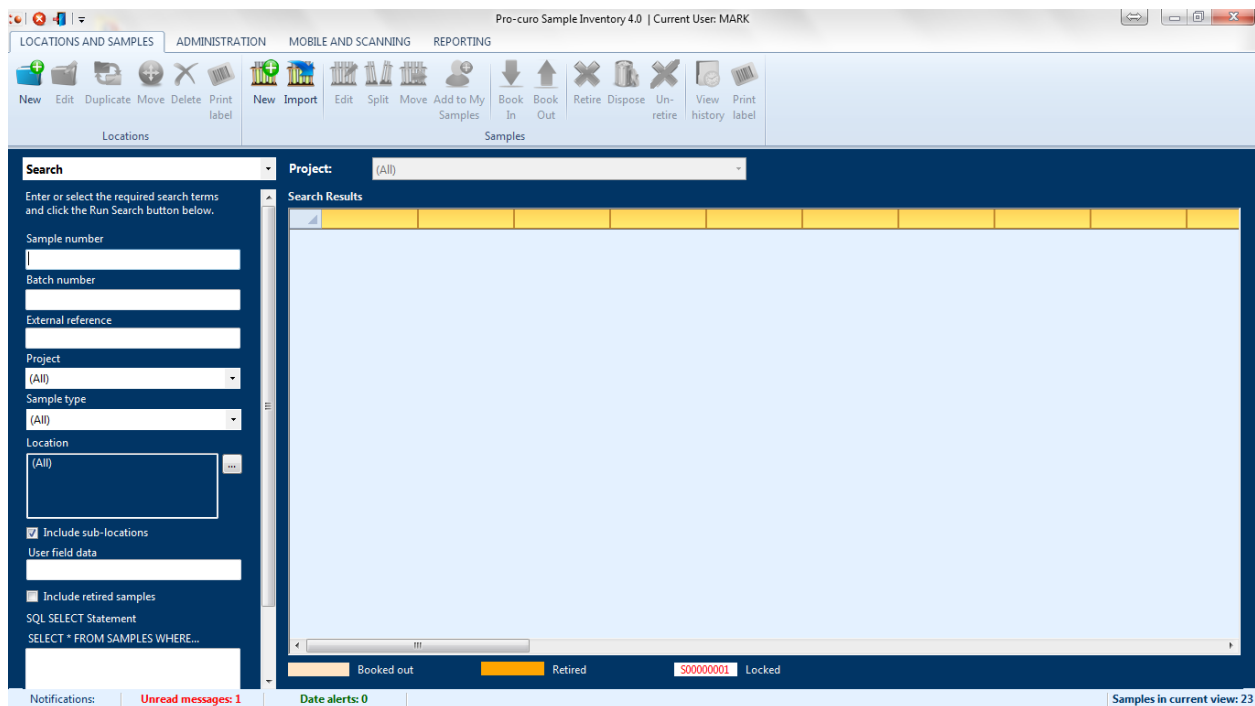 Pro-curo Sample Inventory 4.0 | Current User: MARK
LOCATIONS AND SAMPLES ADMINISTRATION MOBILE AND SCANNING REPORTING
New Edit Duplicate Move Delete Print label
Locations
New Import Edit Split Move Add to My Samples Book In Book Out Retire Dispose Un-retire View history Print label
Samples
Search
Enter or select the required search terms
and click the Run Search button below.
Sample number
Batch number
External reference
Project
(All)
Sample type
(All)
Location
(All)
...
Include sub-locations
User field data
Include retired samples
SQL SELECT Statement
SELECT * FROM SAMPLES WHERE...
Project: (All)
Search Results
Booked out Retired S00000001 Locked
Notifications: Unread messages: 1 Date alerts: 0 Samples in current view: 23